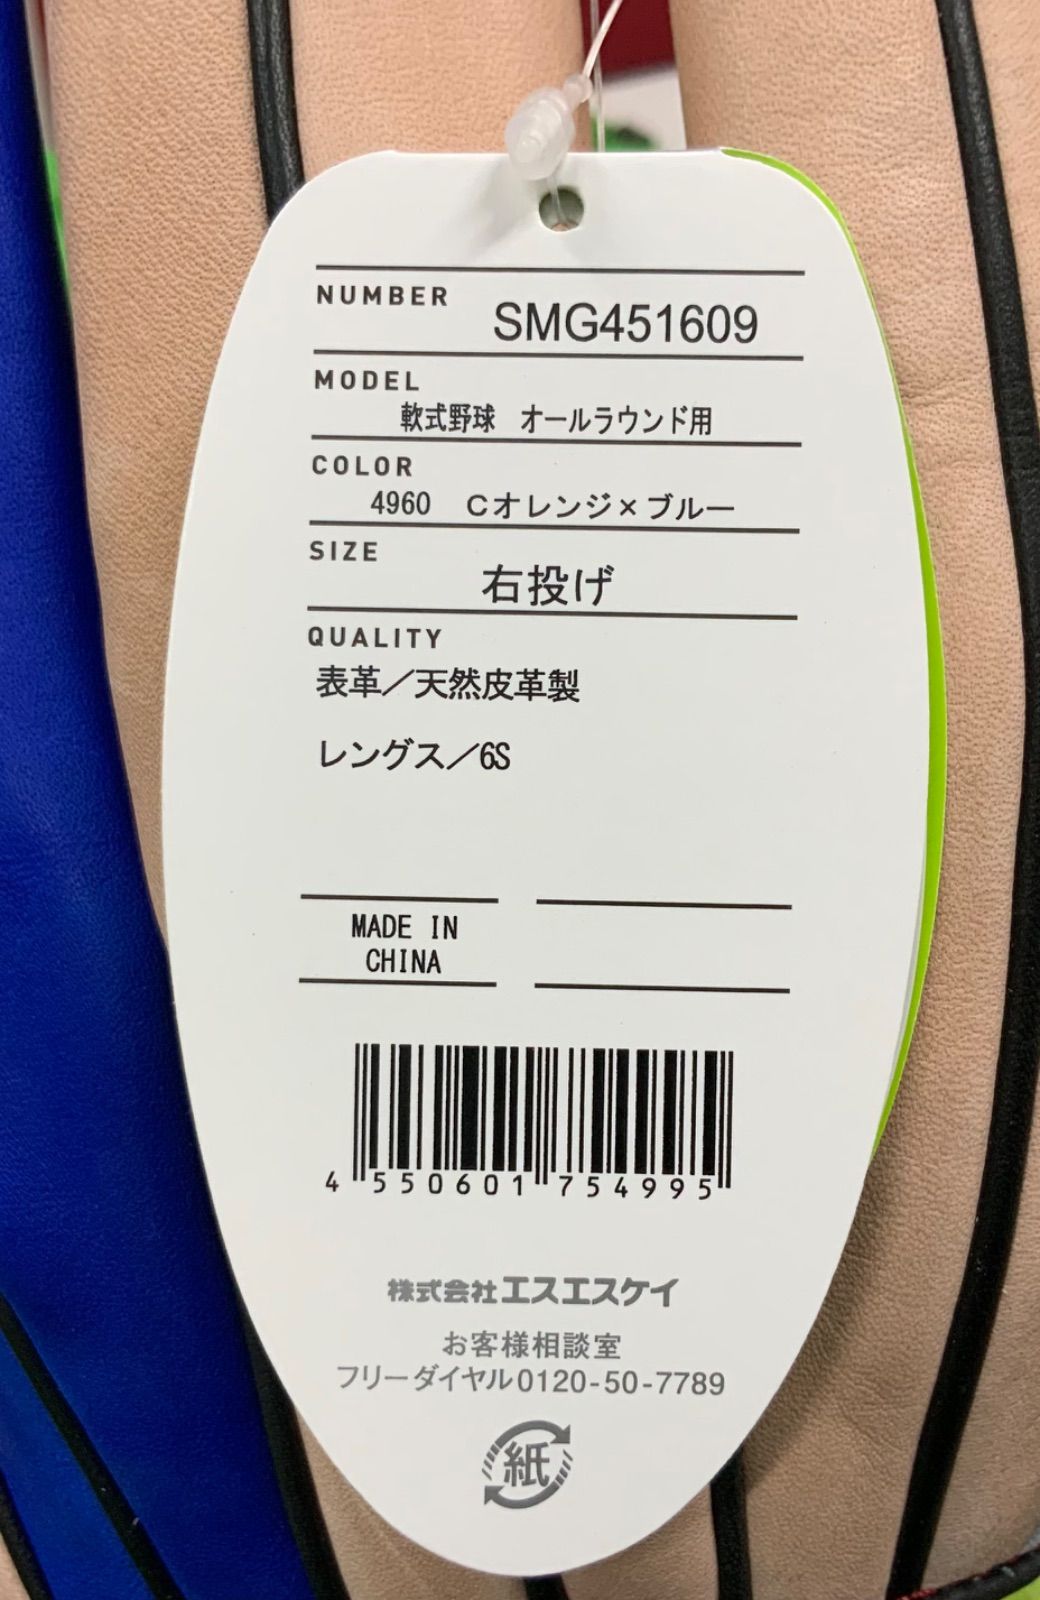 NUMBER
SMG451609
MODEL
軟式野球　オールラウンド用
COLOR
4960　Cオレンジ×ブルー
SIZE
右投げ
QUALITY
表革／天然皮革製
レングス／6S
MADE IN
CHINA
4 550601 754995
株式会社エスエスケイ
お客様相談室
フリーダイヤル0120-50-7789
紙